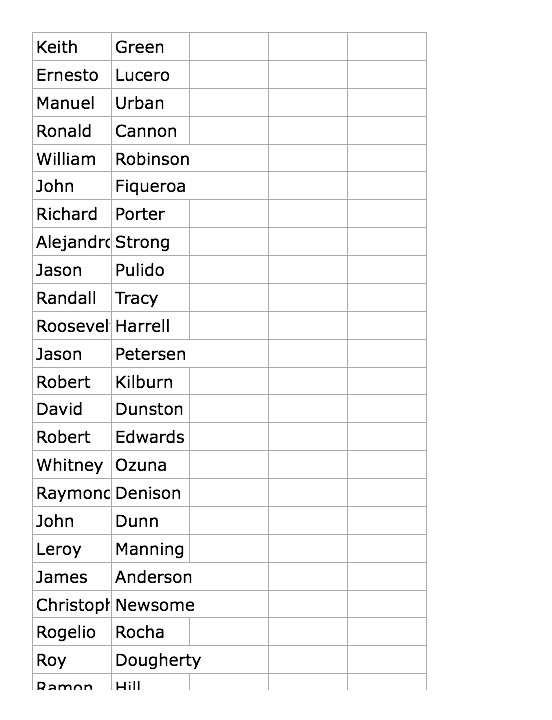 Keith Green
Ernesto Lucero
Manuel Urban
Ronald Cannon
William Robinson
John Fiqueroa
Richard Porter
Alejandro Strong
Jason Pulido
Randall Tracy
Roosevel Harrell
Jason Petersen
Robert Kilburn
David Dunston
Robert Edwards
Whitney Ozuna
Raymond Denison
John Dunn
Leroy Manning
James Anderson
Christoph Newsome
Rogelio Rocha
Roy Dougherty
Ramon Hill